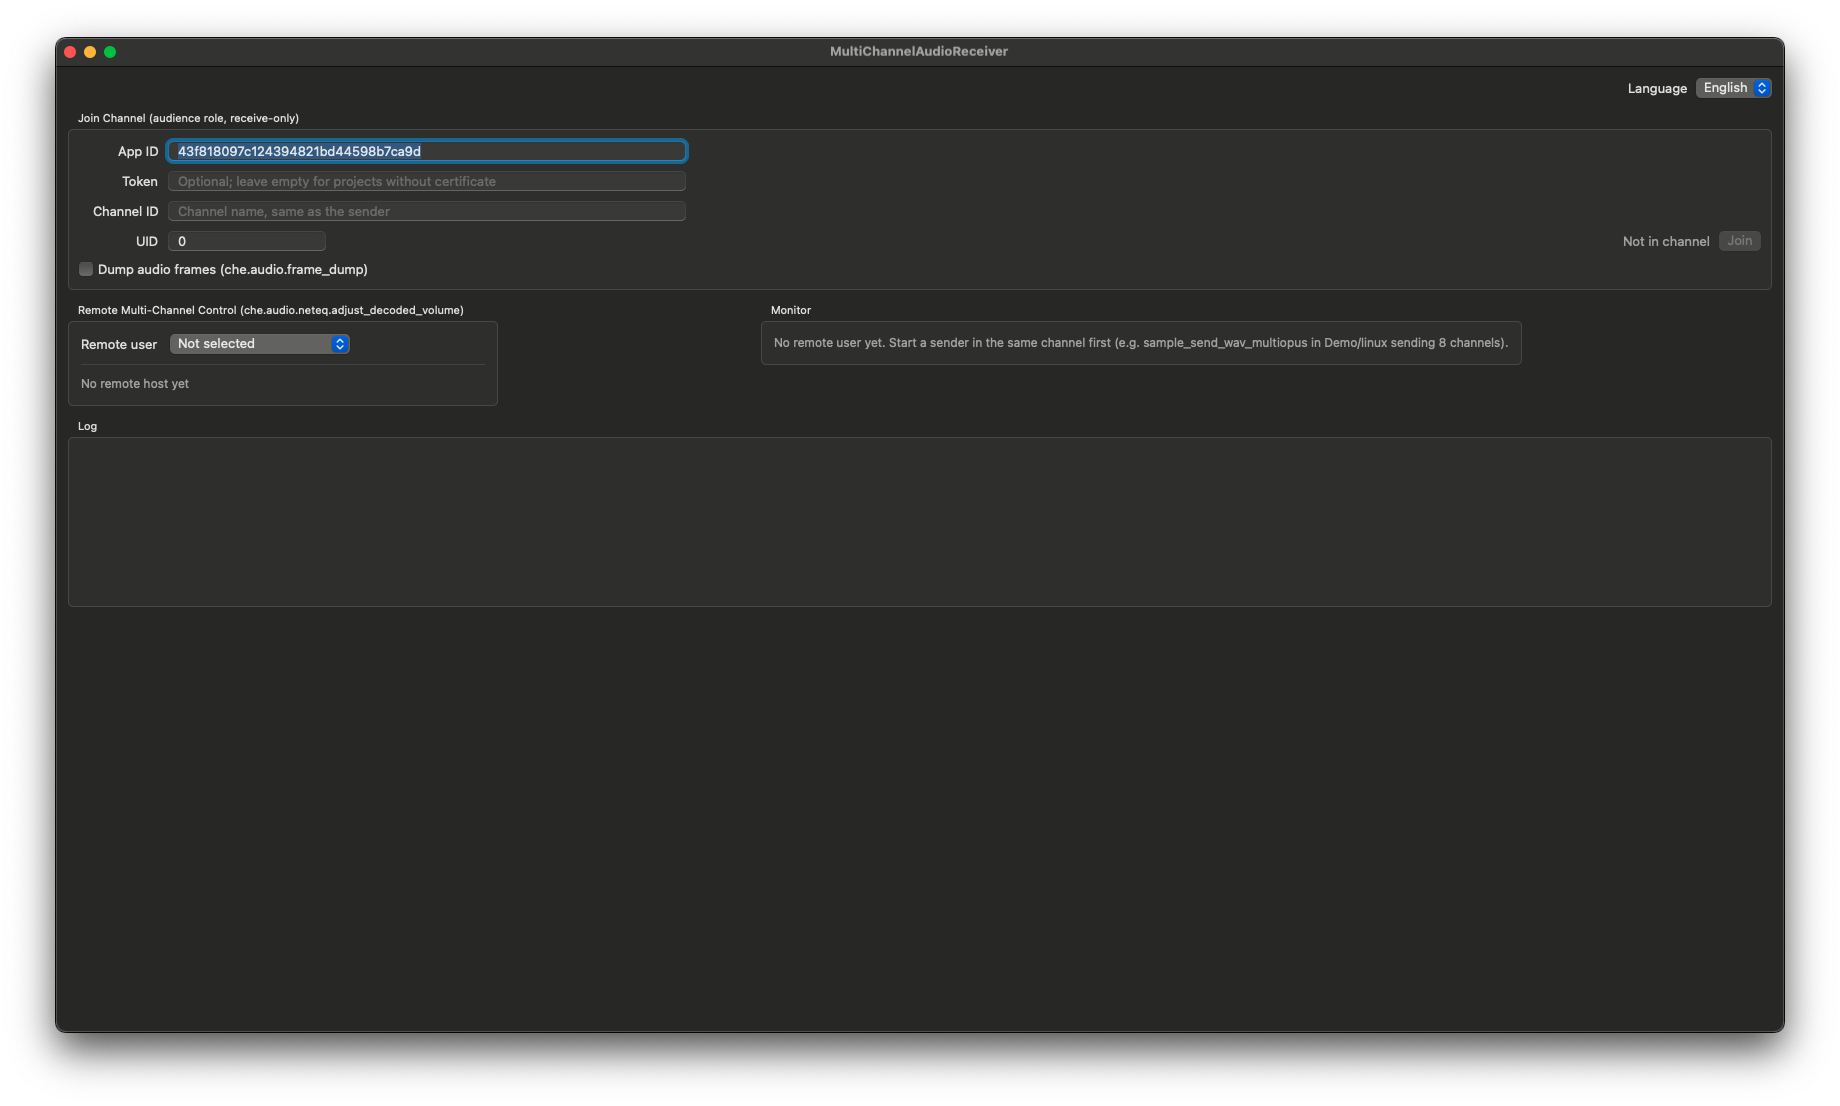 MultiChannelAudioReceiver
Language English
Join Channel (audience role, receive-only)
App ID 43f818097c124394821bd44598b7ca9d
Token Optional; leave empty for projects without certificate
Channel ID Channel name, same as the sender
UID 0
Not in channel Join
Dump audio frames (che.audio.frame_dump)
Remote Multi-Channel Control (che.audio.neteq.adjust_decoded_volume)
Remote user Not selected
No remote host yet
Monitor
No remote user yet. Start a sender in the same channel first (e.g. sample_send_wav_multiopus in Demo/linux sending 8 channels).
Log